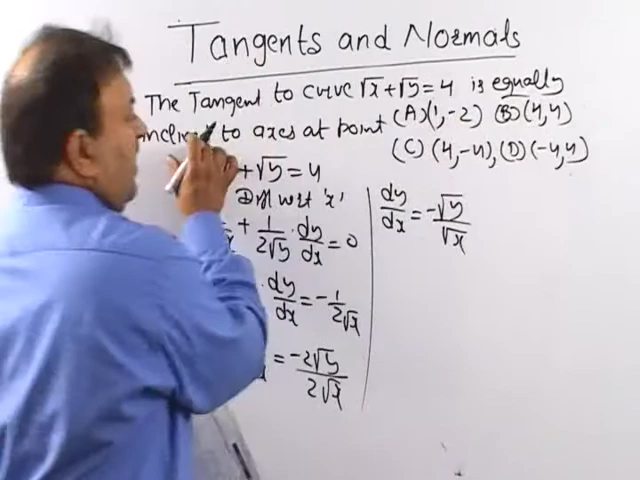 Tangents and Normals
The Tangent to curve √x+√y=4 is equally
inclined to axes at point (A)(1,-2) (B)(4,4)
(C) (4,-4), (D)(-4,4)
+√y=4
Diff wrt 'x'
+ 1/2√y · dy/dx = 0
dy/dx = -1/2√x
= -2√y/2√x
dy/dx = -√y/√x